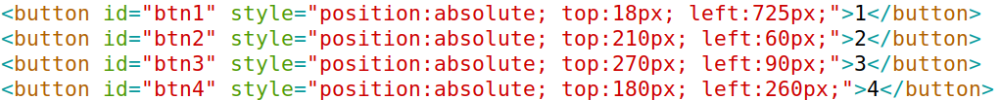 <button id="btn1" style="position:absolute; top:18px; left:725px;">1</button>
<button id="btn2" style="position:absolute; top:210px; left:60px;">2</button>
<button id="btn3" style="position:absolute; top:270px; left:90px;">3</button>
<button id="btn4" style="position:absolute; top:180px; left:260px;">4</button>